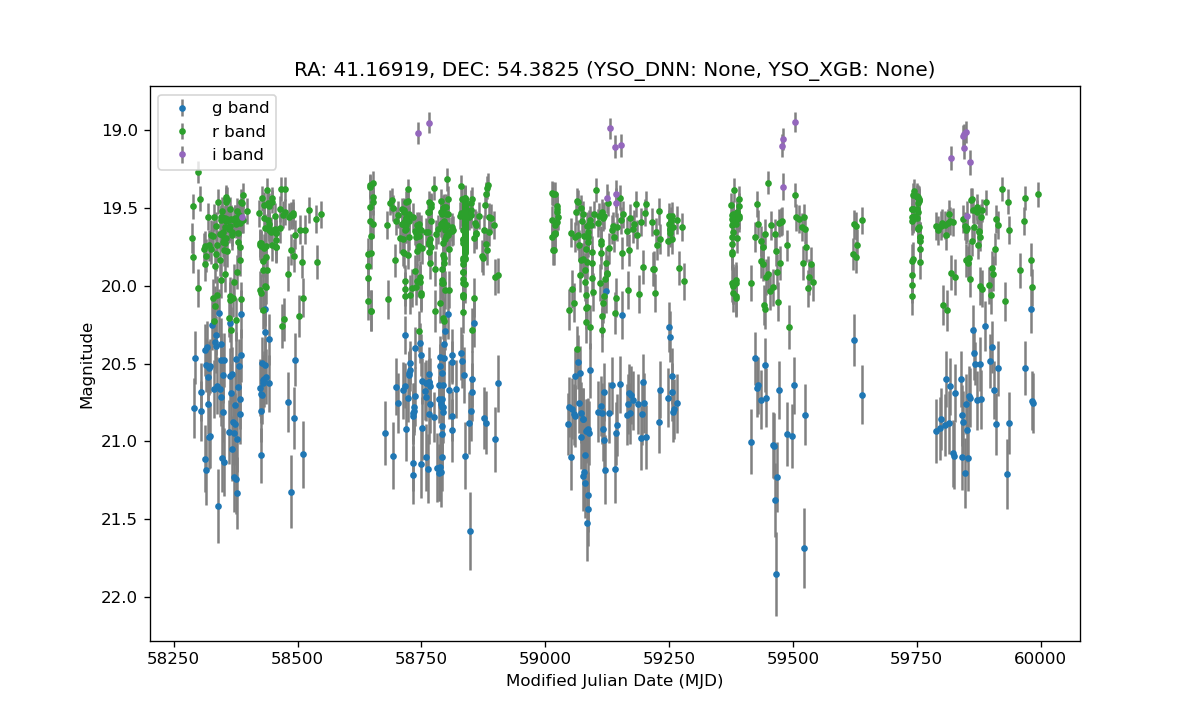 RA: 41.16919, DEC: 54.3825 (YSO_DNN: None, YSO_XGB: None)
g band
r band
i band
19.0
19.5
20.0
20.5
21.0
21.5
22.0
Magnitude
58250 58500 58750 59000 59250 59500 59750 60000
Modified Julian Date (MJD)